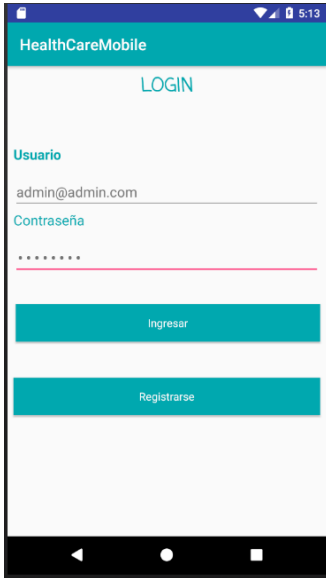 5:13
HealthCareMobile
LOGIN
Usuario
admin@admin.com
Contraseña
........
Ingresar
Registrarse